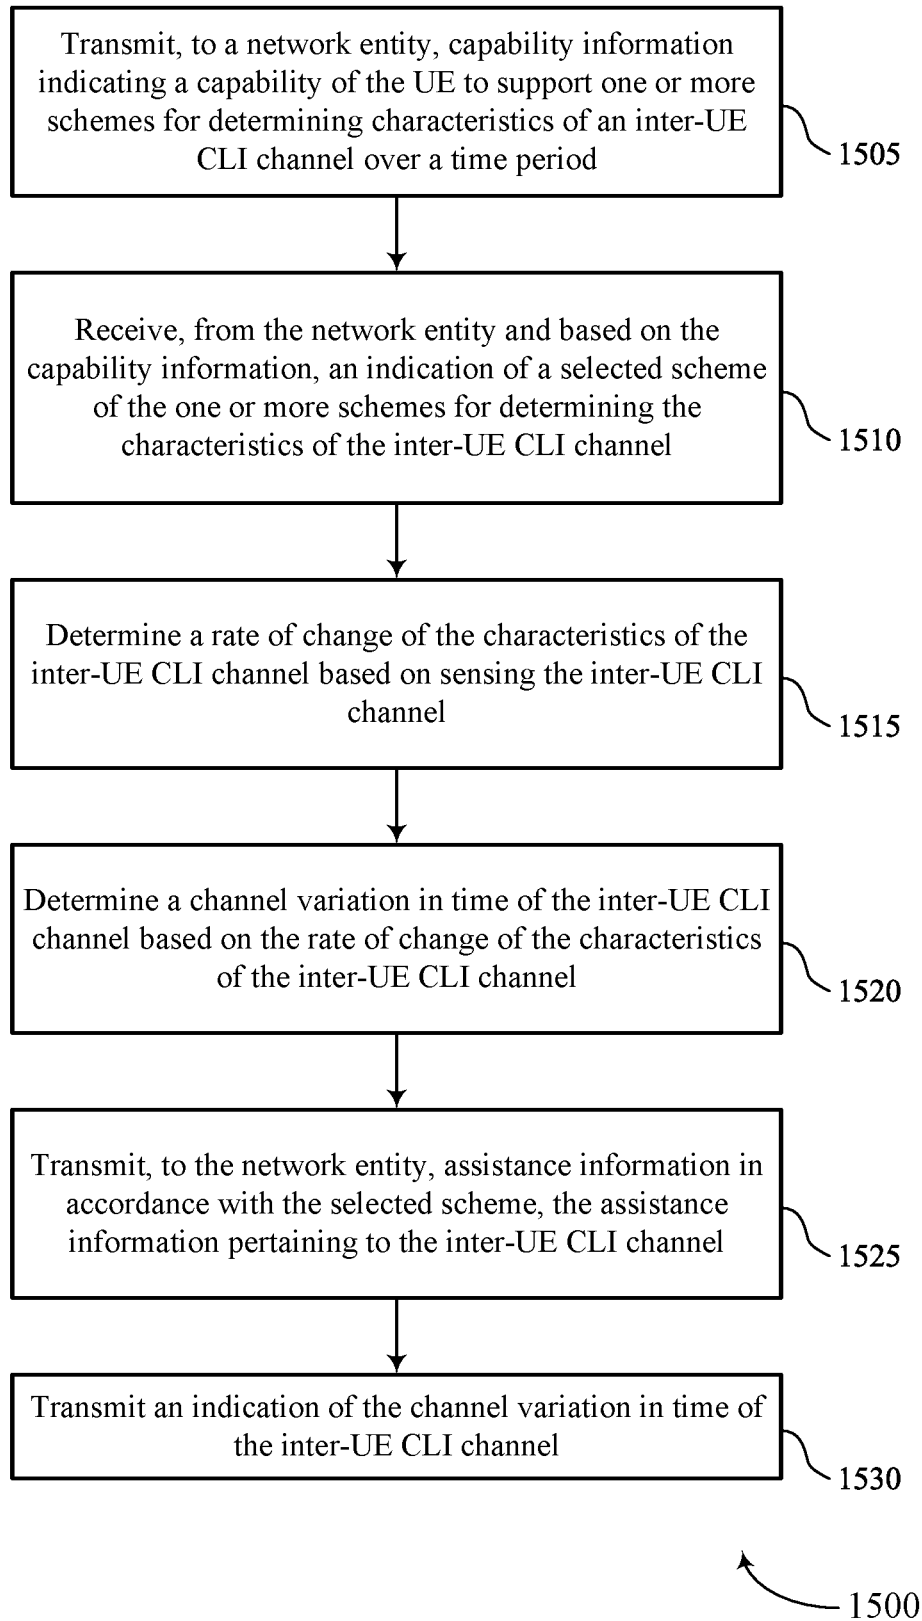 Transmit, to a network entity, capability information
indicating a capability of the UE to support one or more
schemes for determining characteristics of an inter-UE
CLI channel over a time period
1505
Receive, from the network entity and based on the
capability information, an indication of a selected scheme
of the one or more schemes for determining the
characteristics of the inter-UE CLI channel
1510
Determine a rate of change of the characteristics of the
inter-UE CLI channel based on sensing the inter-UE CLI
channel
1515
Determine a channel variation in time of the inter-UE CLI
channel based on the rate of change of the characteristics
of the inter-UE CLI channel
1520
Transmit, to the network entity, assistance information in
accordance with the selected scheme, the assistance
information pertaining to the inter-UE CLI channel
1525
Transmit an indication of the channel variation in time of
the inter-UE CLI channel
1530
1500